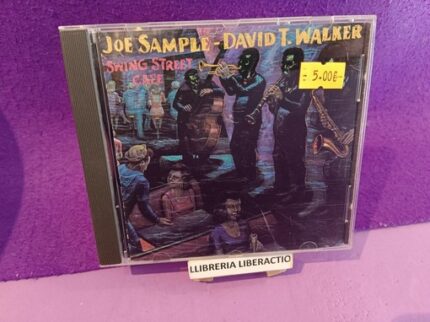 JOE SAMPLE - DAVID T. WALKER
SWING STREET
CAFE
5.00€
LLIBRERIA LIBERACTIO